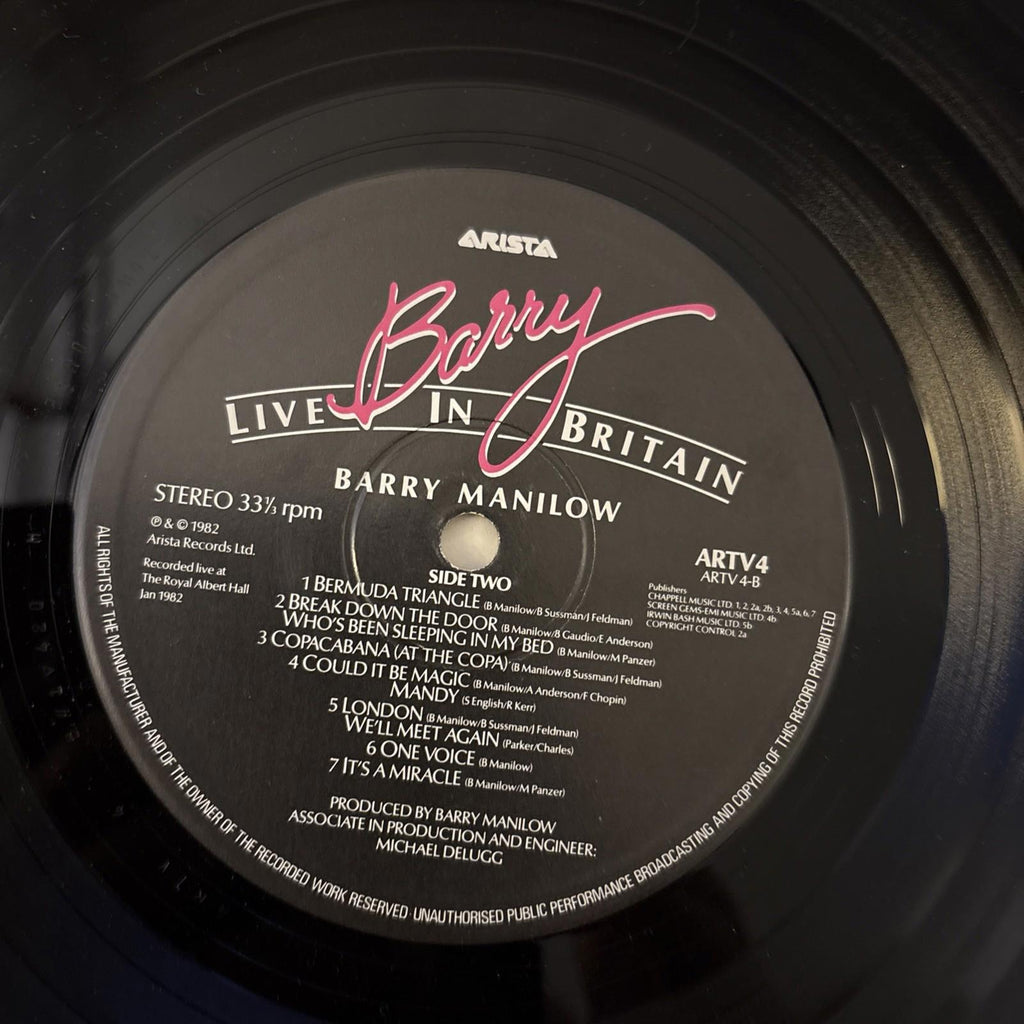 ARISTA
Barry
LIVE IN BRITAIN
BARRY MANILOW
STEREO 33⅓ rpm
℗ & © 1982
Arista Records Ltd.
Recorded live at
The Royal Albert Hall
Jan 1982
ARTV4
ARTV 4-B
Publishers
CHAPPELL MUSIC LTD. 1, 2, 2a, 2b, 3, 4, 5a, 6, 7
SCREEN GEMS-EMI MUSIC LTD. 4b
IRWIN BASH MUSIC LTD. 5b
COPYRIGHT CONTROL 2a
SIDE TWO
1 BERMUDA TRIANGLE (B Manilow/B Sussman/J Feldman)
2 BREAK DOWN THE DOOR (B Manilow/B Gaudio/E Anderson)
WHO'S BEEN SLEEPING IN MY BED (B Manilow/M Panzer)
3 COPACABANA (AT THE COPA) (B Manilow/B Sussman/J Feldman)
4 COULD IT BE MAGIC (B Manilow/A Anderson/F Chopin)
MANDY (S English/R Kerr)
5 LONDON (B Manilow/B Sussman/J Feldman)
WE'LL MEET AGAIN (Parker/Charles)
6 ONE VOICE (B Manilow)
7 IT'S A MIRACLE (B Manilow/M Panzer)
PRODUCED BY BARRY MANILOW
ASSOCIATE IN PRODUCTION AND ENGINEER:
MICHAEL DELUGG
ALL RIGHTS OF THE MANUFACTURER AND OF THE OWNER OF THE RECORDED WORK RESERVED · UNAUTHORISED PUBLIC PERFORMANCE BROADCASTING AND COPYING OF THIS RECORD PROHIBITED